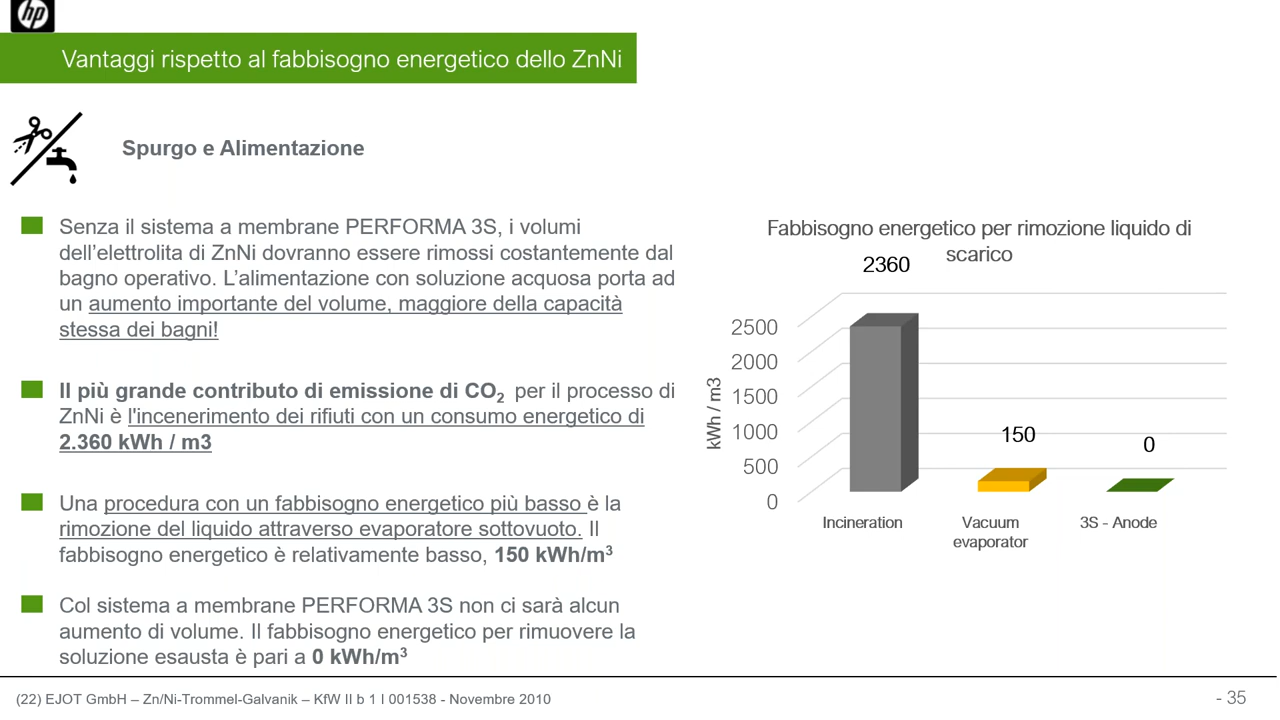 hp
Vantaggi rispetto al fabbisogno energetico dello ZnNi
Spurgo e Alimentazione
Senza il sistema a membrane PERFORMA 3S, i volumi
dell'elettrolita di ZnNi dovranno essere rimossi costantemente dal
bagno operativo. L'alimentazione con soluzione acquosa porta ad
un aumento importante del volume, maggiore della capacità
stessa dei bagni!
Il più grande contributo di emissione di CO₂ per il processo di
ZnNi è l'incenerimento dei rifiuti con un consumo energetico di
2.360 kWh / m3
Una procedura con un fabbisogno energetico più basso è la
rimozione del liquido attraverso evaporatore sottovuoto. Il
fabbisogno energetico è relativamente basso, 150 kWh/m³
Col sistema a membrane PERFORMA 3S non ci sarà alcun
aumento di volume. Il fabbisogno energetico per rimuovere la
soluzione esausta è pari a 0 kWh/m³
Fabbisogno energetico per rimozione liquido di
scarico
2360
150
0
2500
2000
1500
1000
500
0
kWh / m3
Incineration
Vacuum
evaporator
3S - Anode
(22) EJOT GmbH – Zn/Ni-Trommel-Galvanik – KfW II b 1 I 001538 - Novembre 2010
- 35